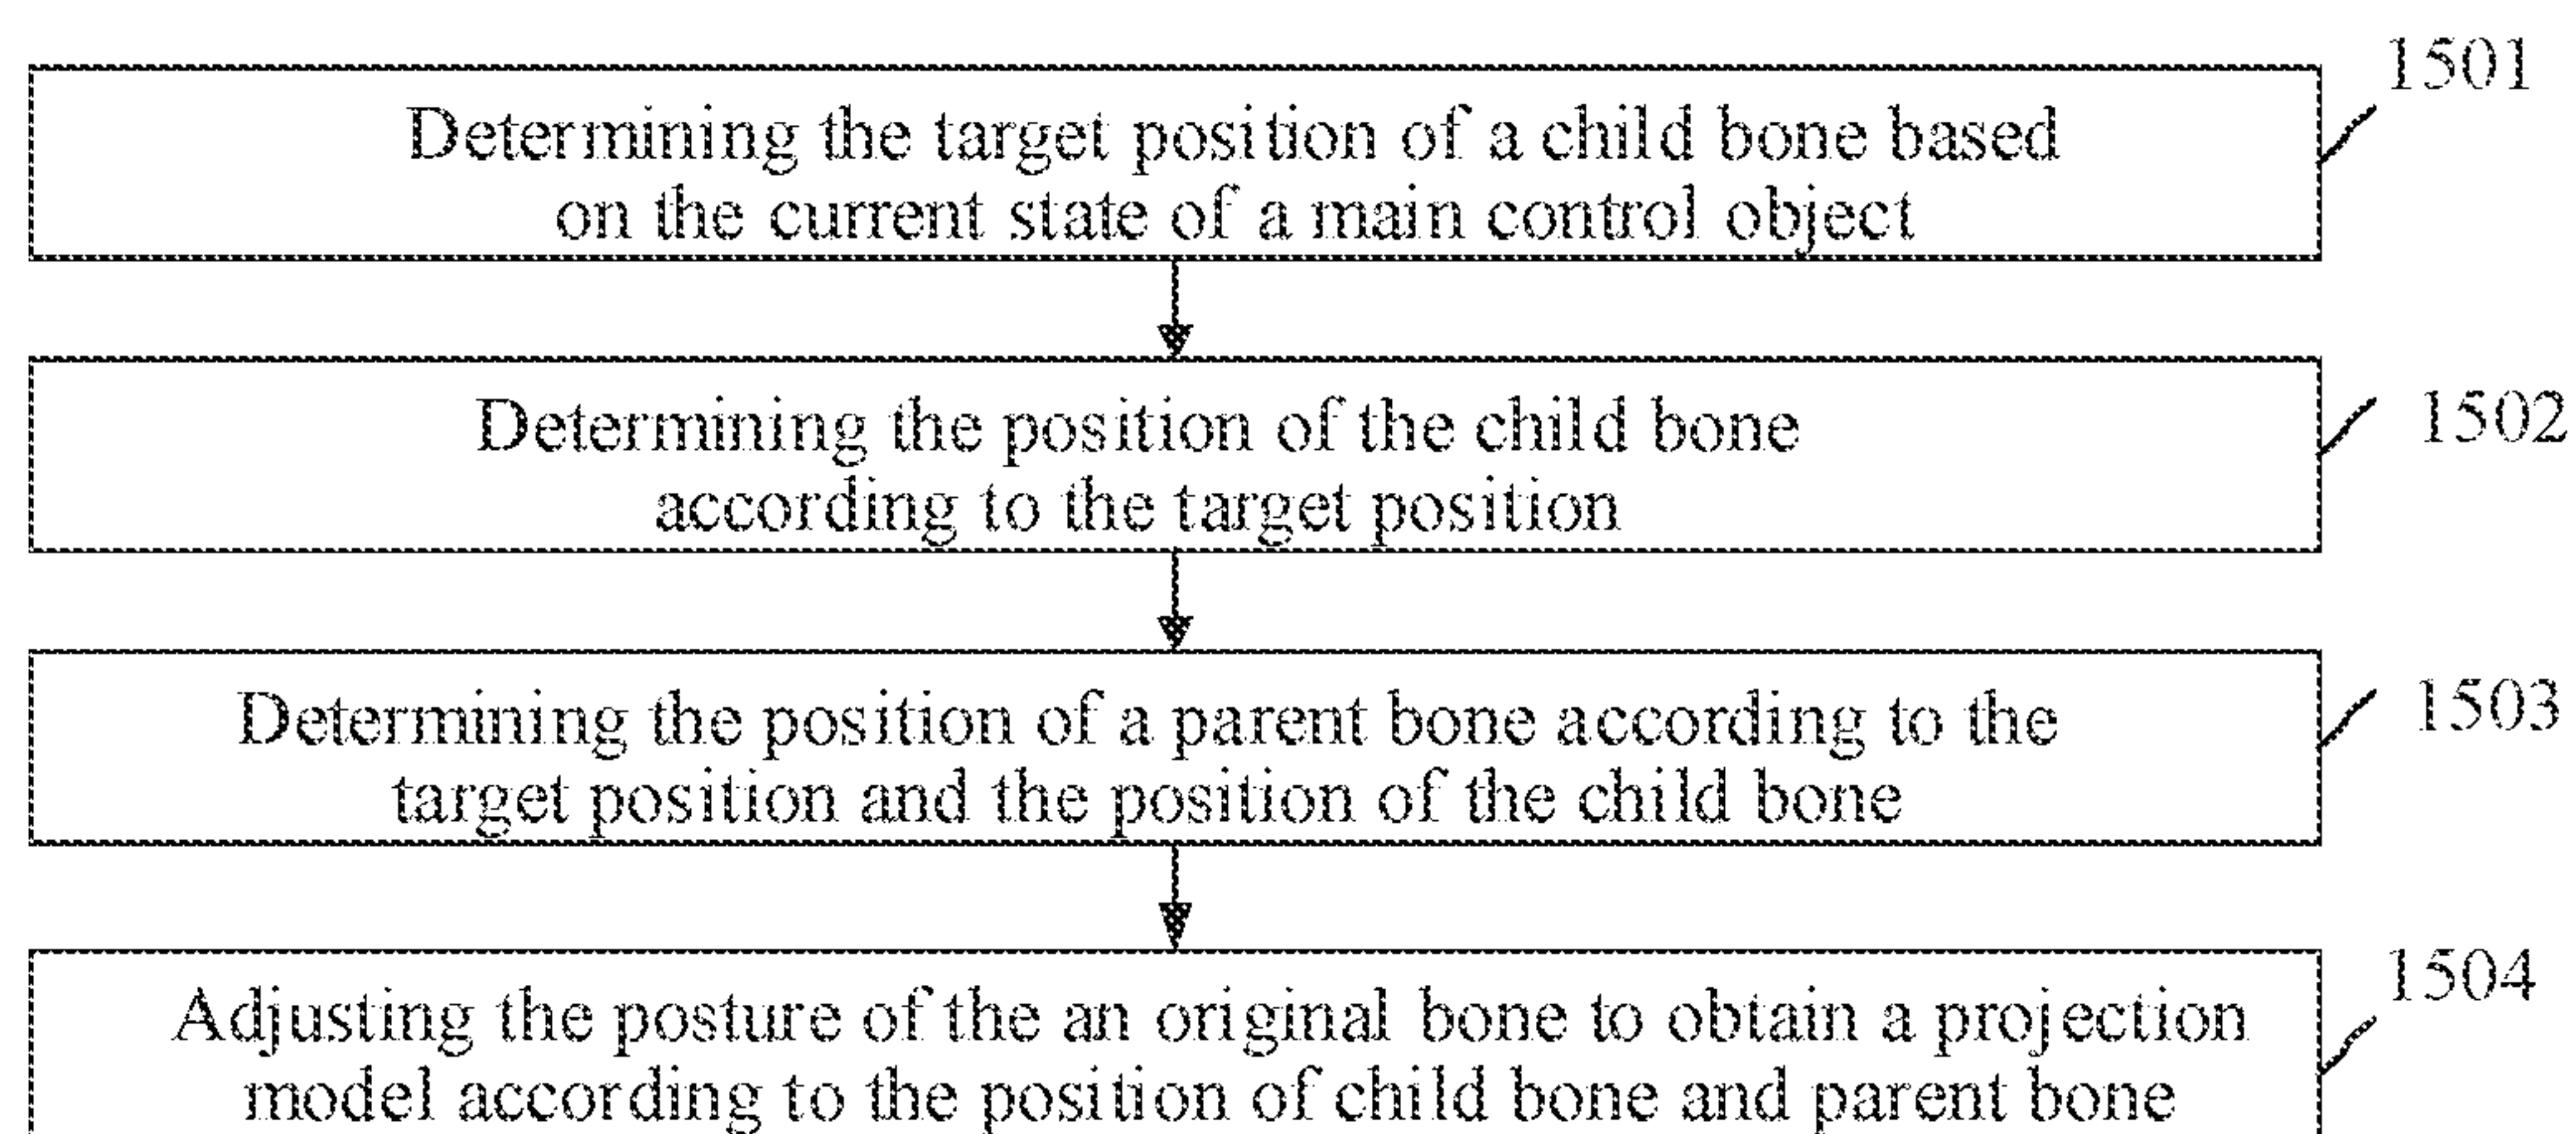 1501
Determining the target position of a child bone based
on the current state of a main control object
1502
Determining the position of the child bone
according to the target position
1503
Determining the position of a parent bone according to the
target position and the position of the child bone
1504
Adjusting the posture of the an original bone to obtain a projection
model according to the position of child bone and parent bone